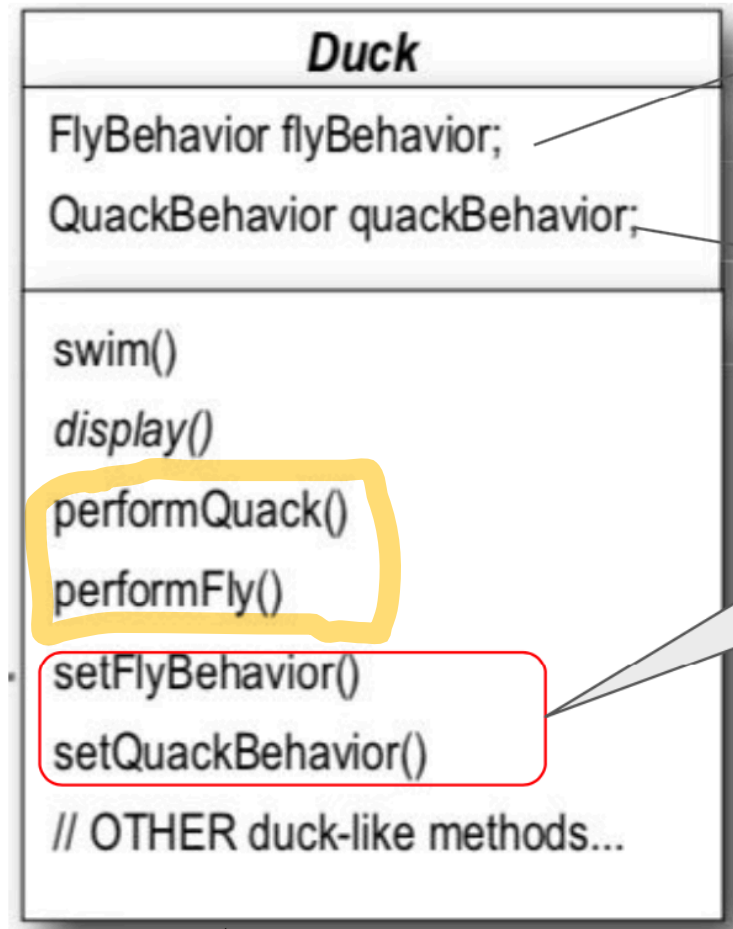 Duck
FlyBehavior flyBehavior;
QuackBehavior quackBehavior;
swim()
display()
performQuack()
performFly()
setFlyBehavior()
setQuackBehavior()
// OTHER duck-like methods...